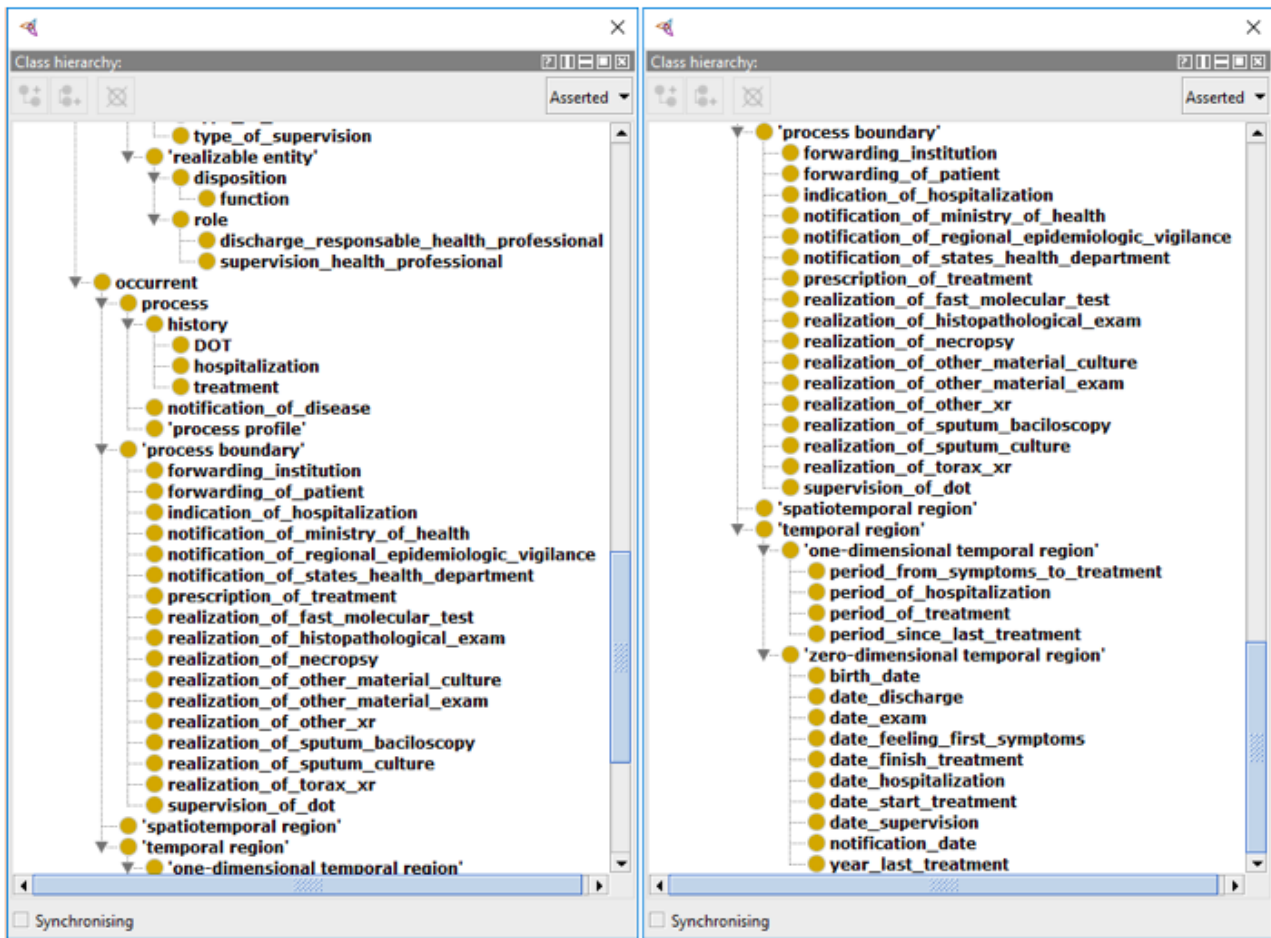 Class hierarchy:
Asserted
type_of_supervision
'realizable entity'
disposition
function
role
discharge_responsable_health_professional
supervision_health_professional
occurrent
process
history
DOT
hospitalization
treatment
notification_of_disease
'process profile'
'process boundary'
forwarding_institution
forwarding_of_patient
indication_of_hospitalization
notification_of_ministry_of_health
notification_of_regional_epidemiologic_vigilance
notification_of_states_health_department
prescription_of_treatment
realization_of_fast_molecular_test
realization_of_histopathological_exam
realization_of_necropsy
realization_of_other_material_culture
realization_of_other_material_exam
realization_of_other_xr
realization_of_sputum_baciloscopy
realization_of_sputum_culture
realization_of_torax_xr
supervision_of_dot
'spatiotemporal region'
'temporal region'
'one-dimensional temporal region'
Synchronising
Class hierarchy:
Asserted
'process boundary'
forwarding_institution
forwarding_of_patient
indication_of_hospitalization
notification_of_ministry_of_health
notification_of_regional_epidemiologic_vigilance
notification_of_states_health_department
prescription_of_treatment
realization_of_fast_molecular_test
realization_of_histopathological_exam
realization_of_necropsy
realization_of_other_material_culture
realization_of_other_material_exam
realization_of_other_xr
realization_of_sputum_baciloscopy
realization_of_sputum_culture
realization_of_torax_xr
supervision_of_dot
'spatiotemporal region'
'temporal region'
'one-dimensional temporal region'
period_from_symptoms_to_treatment
period_of_hospitalization
period_of_treatment
period_since_last_treatment
'zero-dimensional temporal region'
birth_date
date_discharge
date_exam
date_feeling_first_symptoms
date_finish_treatment
date_hospitalization
date_start_treatment
date_supervision
notification_date
year_last_treatment
Synchronising